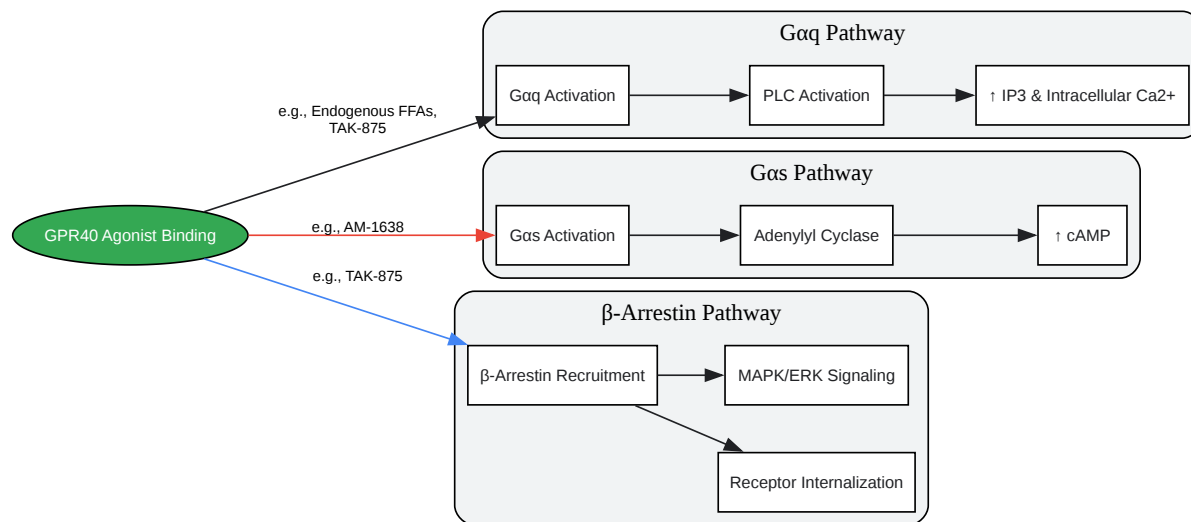 Gαq Pathway
Gαq Activation
PLC Activation
↑ IP3 & Intracellular Ca2+
e.g., Endogenous FFAs,
TAK-875
Gαs Pathway
GPR40 Agonist Binding
e.g., AM-1638
Gαs Activation
Adenylyl Cyclase
↑ cAMP
e.g., TAK-875
β-Arrestin Pathway
β-Arrestin Recruitment
MAPK/ERK Signaling
Receptor Internalization